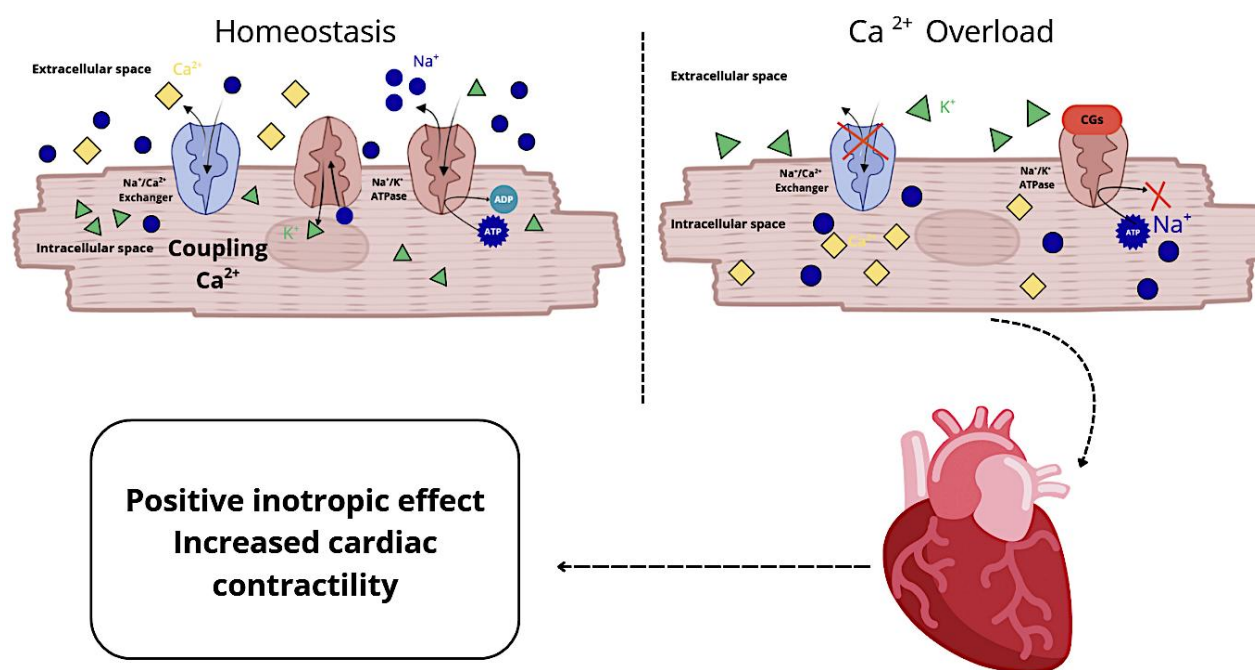 Homeostasis
Extracellular space
Ca²⁺
Na⁺
Na⁺/Ca²⁺
Exchanger
Na⁺/K⁺
ATPase
ADP
ATP
K⁺
Intracellular space
Coupling
Ca²⁺
Ca ²⁺ Overload
Extracellular space
K⁺
CGs
Na⁺/Ca²⁺
Exchanger
Na⁺/K⁺
ATPase
Intracellular space
Ca²⁺
ATP
Na⁺
Positive inotropic effect
Increased cardiac
contractility